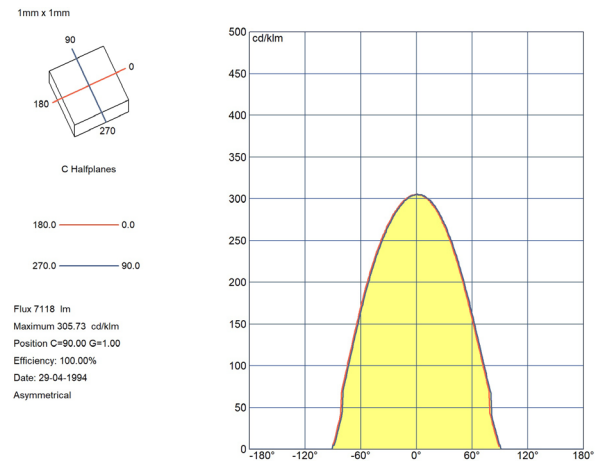 1mm x 1mm
90
0
180
270
C Halfplanes
180.0 0.0
270.0 90.0
Flux 7118 lm
Maximum 305.73 cd/klm
Position C=90.00 G=1.00
Efficiency: 100.00%
Date: 29-04-1994
Asymmetrical
cd/klm
500
450
400
350
300
250
200
150
100
50
0
-180° -120° -60° 0° 60° 120° 180°